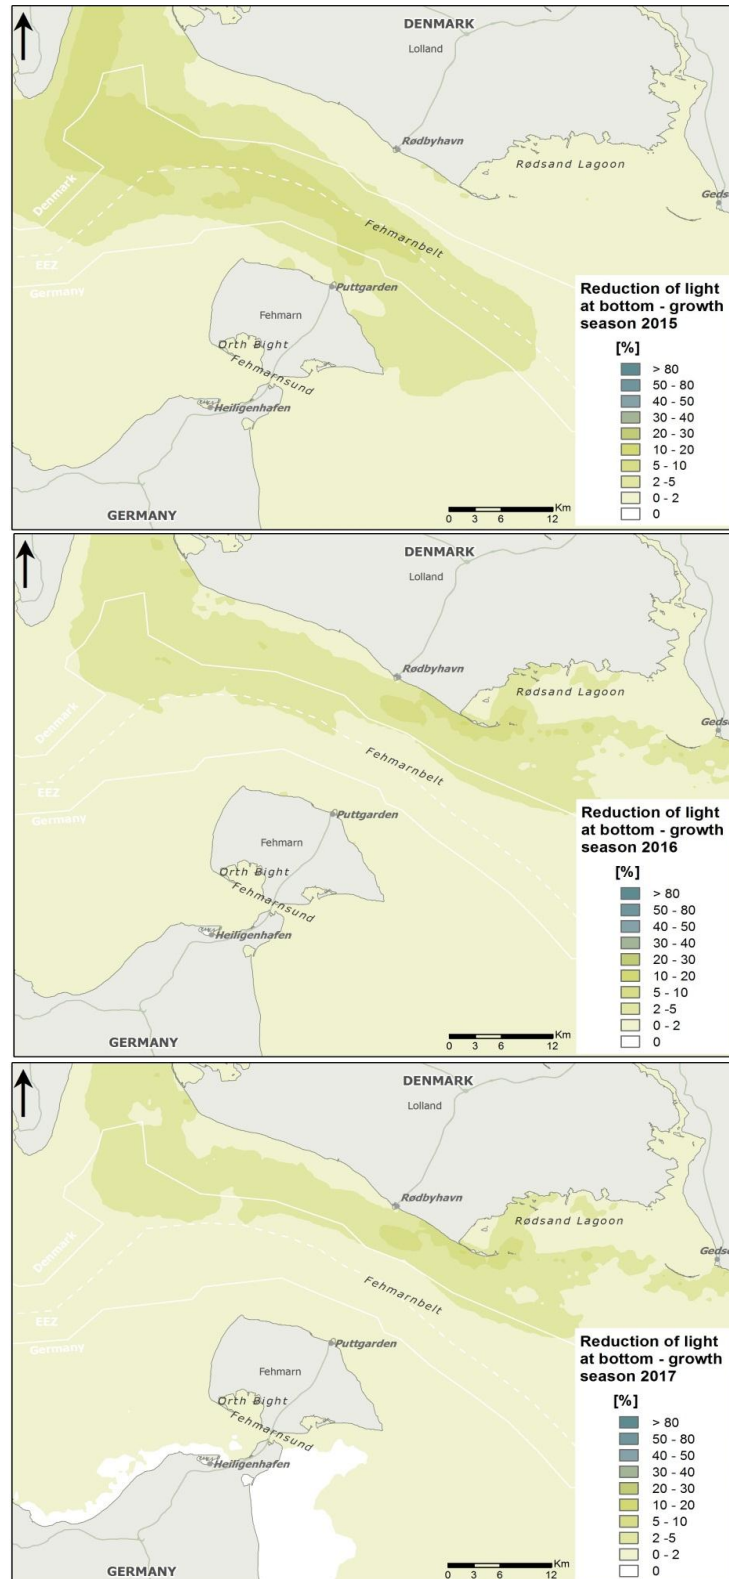 DENMARK
Lolland
Rødbyhavn
Rødsand Lagoon
Gedse
Denmark
Fehmarnbelt
EEZ
Germany
Puttgarden
Fehmarn
Orth Bight
Fehmarnsund
Heiligenhafen
GERMANY
Reduction of light
at bottom - growth
season 2015
[%]
> 80
50 - 80
40 - 50
30 - 40
20 - 30
10 - 20
5 - 10
2 -5
0 - 2
0
Km
0 3 6 12
DENMARK
Lolland
Rødbyhavn
Rødsand Lagoon
Gedse
Denmark
Fehmarnbelt
EEZ
Germany
Puttgarden
Fehmarn
Orth Bight
Fehmarnsund
Heiligenhafen
GERMANY
Reduction of light
at bottom - growth
season 2016
[%]
> 80
50 - 80
40 - 50
30 - 40
20 - 30
10 - 20
5 - 10
2 -5
0 - 2
0
Km
0 3 6 12
DENMARK
Lolland
Rødbyhavn
Rødsand Lagoon
Gedse
Denmark
Fehmarnbelt
EEZ
Germany
Puttgarden
Fehmarn
Orth Bight
Fehmarnsund
Heiligenhafen
GERMANY
Reduction of light
at bottom - growth
season 2017
[%]
> 80
50 - 80
40 - 50
30 - 40
20 - 30
10 - 20
5 - 10
2 -5
0 - 2
0
Km
0 3 6 12